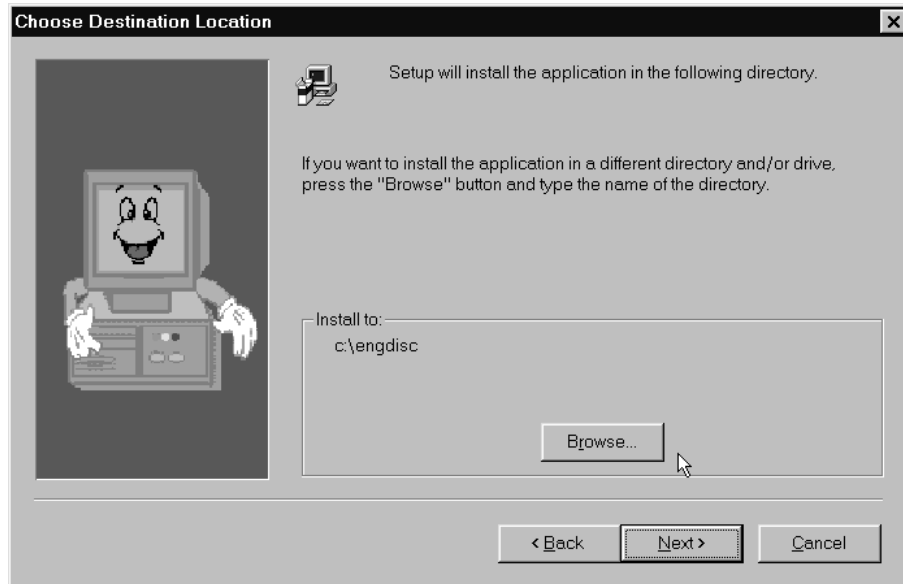 Choose Destination Location
Setup will install the application in the following directory.
If you want to install the application in a different directory and/or drive,
press the "Browse" button and type the name of the directory.
Install to:
c:\engdisc
Browse...
< Back
Next >
Cancel